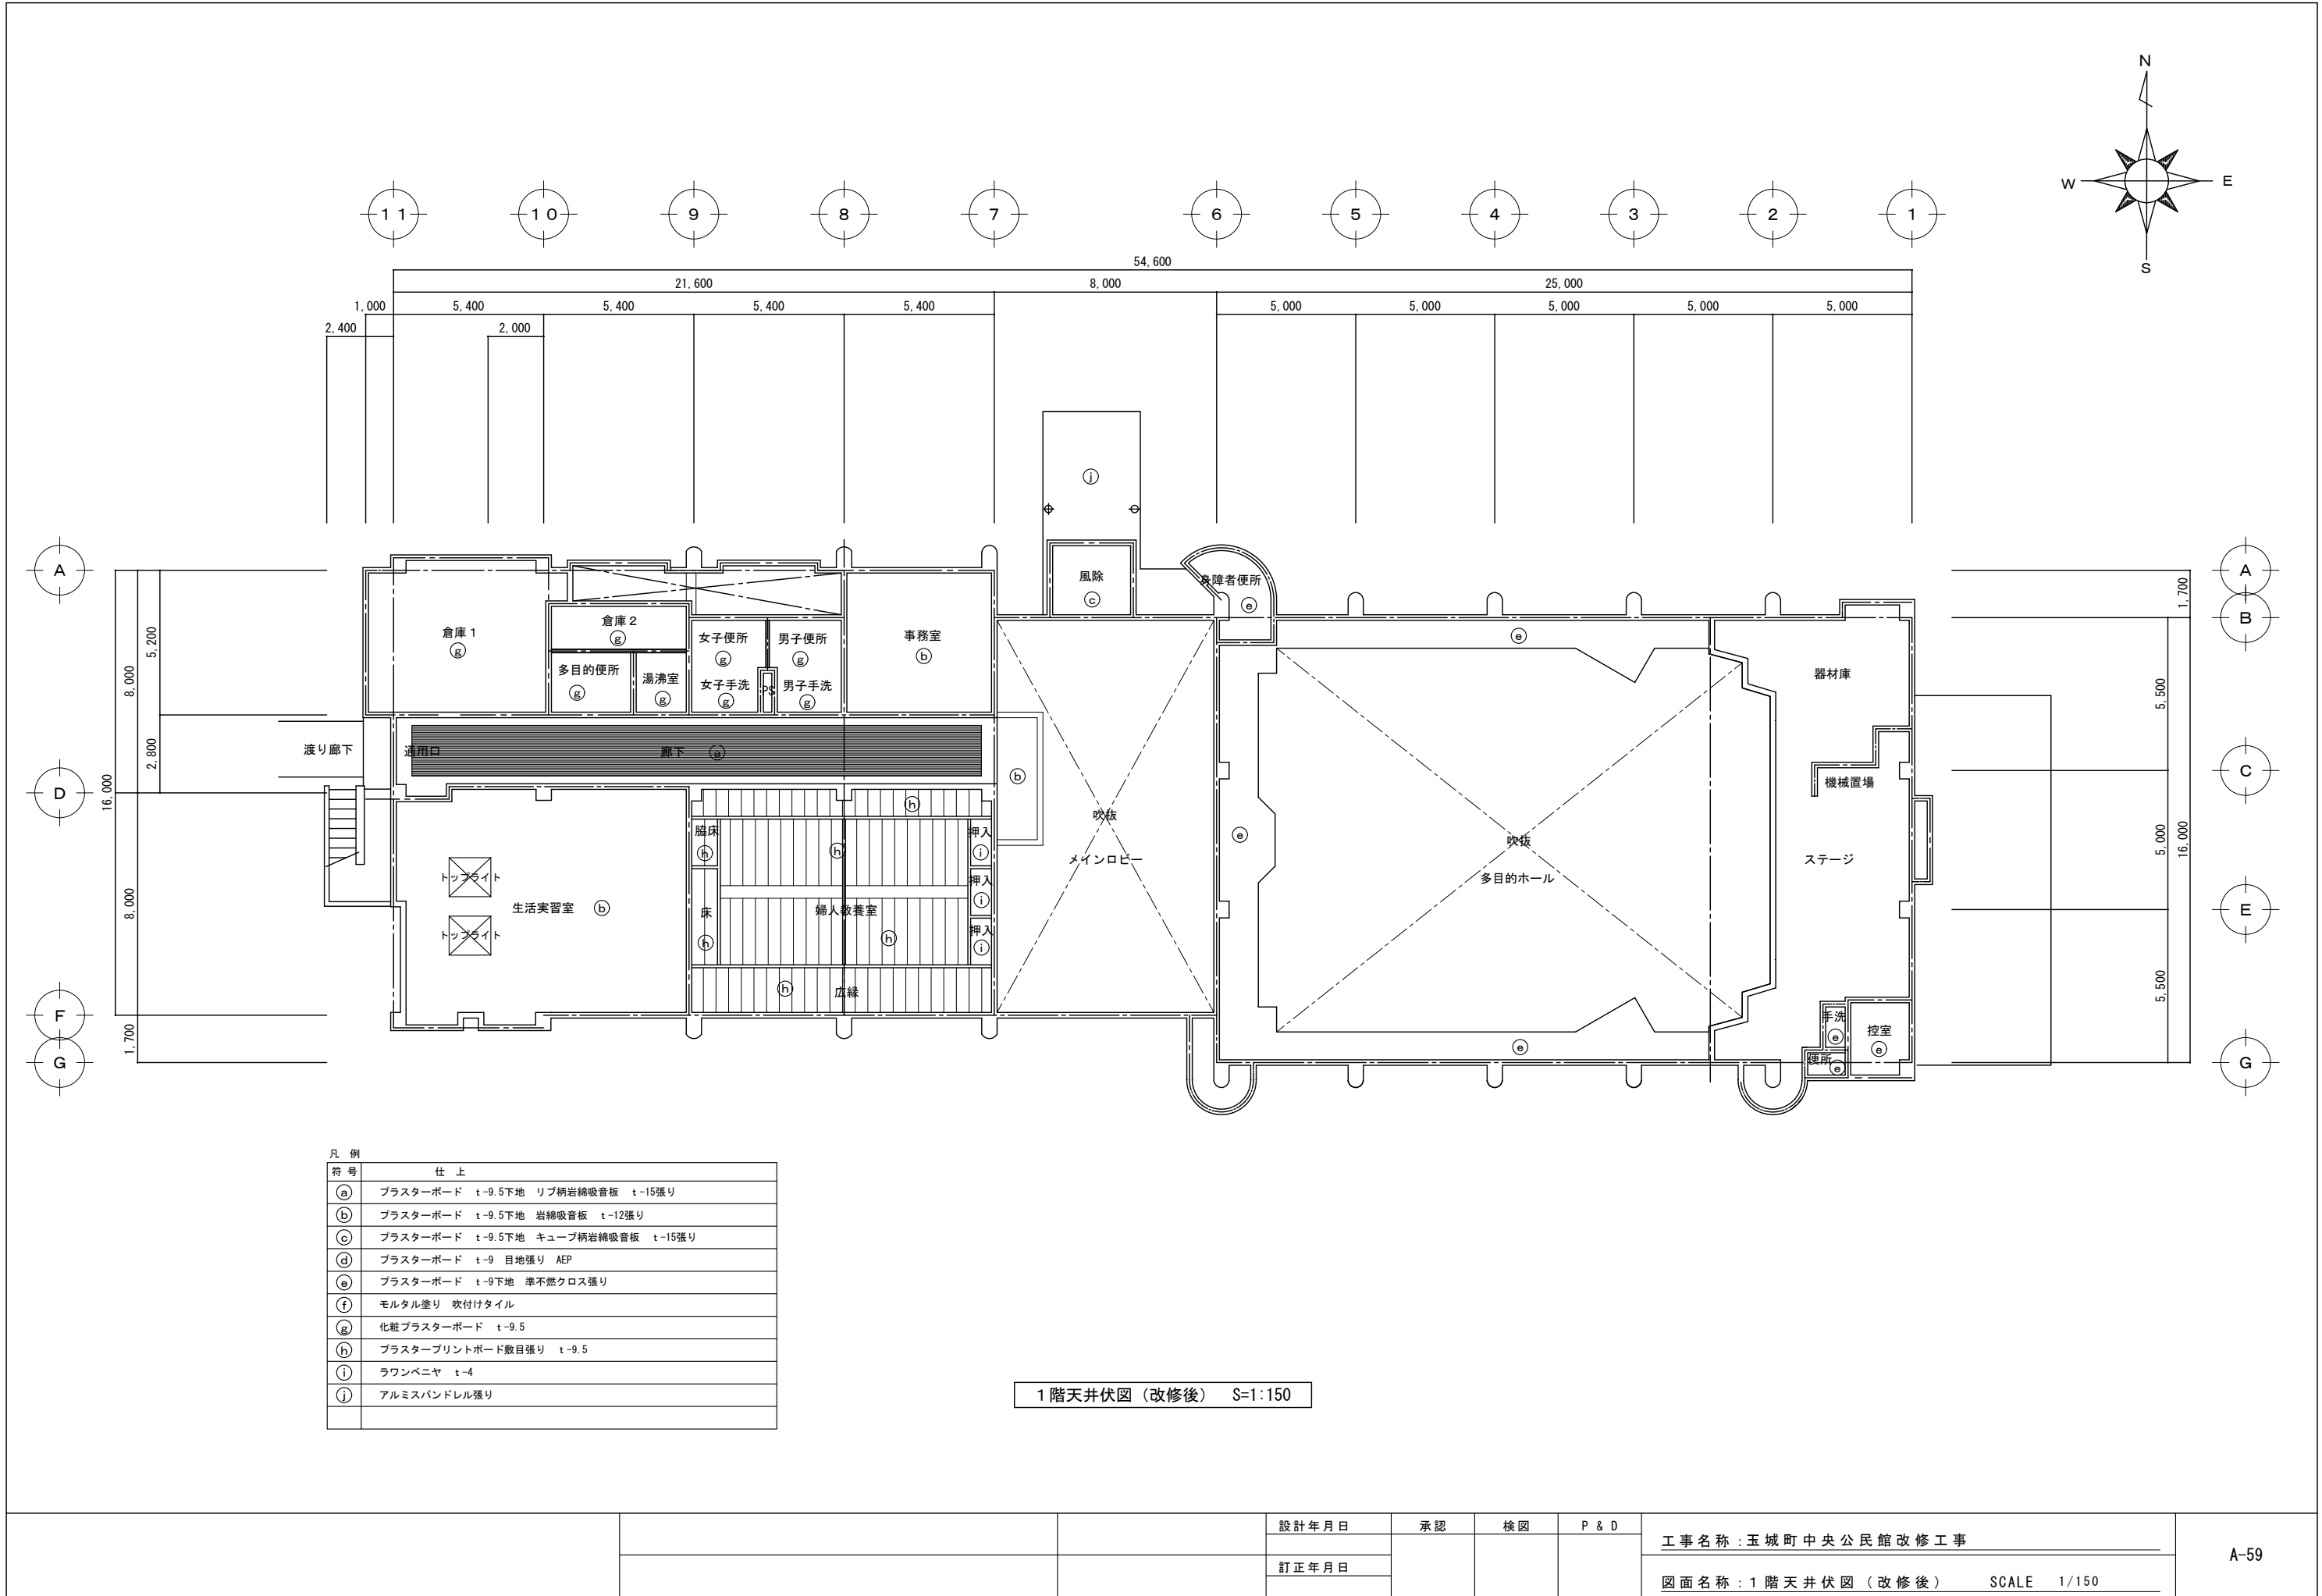 N
W E
S
11 10 9 8 7 6 5 4 3 2 1
54,600
21,600 8,000 25,000
1,000 5,400 5,400 5,400 5,400 5,000 5,000 5,000 5,000 5,000
2,400 2,000
A
D
F
G
A
B
C
E
G
16,000
8,000
5,200
2,800
8,000
1,700
1,700
5,500
5,000
5,500
16,000
j
風除
c
身障者便所
e
倉庫1
g
倉庫2
g
多目的便所
g
湯沸室
g
女子便所
g
女子手洗
g
PS
男子便所
g
男子手洗
g
事務室
b
渡り廊下
通用口
廊下 a
b
吹抜
メインロビー
e
e
吹抜
多目的ホール
e
器材庫
機械置場
ステージ
手洗
e
便所
e
控室
e
トップライト
トップライト
生活実習室 b
h
脇床
h
h
床
h
婦人教養室
h
押入
i
押入
i
押入
i
h
広縁
凡 例
符号 仕 上
a プラスターボード t-9.5下地 リブ柄岩綿吸音板 t-15張り
b プラスターボード t-9.5下地 岩綿吸音板 t-12張り
c プラスターボード t-9.5下地 キューブ柄岩綿吸音板 t-15張り
d プラスターボード t-9 目地張り AEP
e プラスターボード t-9下地 準不燃クロス張り
f モルタル塗り 吹付けタイル
g 化粧プラスターボード t-9.5
h プラスタープリントボード敷目張り t-9.5
i ラワンベニヤ t-4
j アルミスパンドレル張り
1階天井伏図(改修後) S=1:150
設計年月日 承認 検図 P & D
訂正年月日
工事名称:玉城町中央公民館改修工事
図面名称:1階天井伏図(改修後) SCALE 1/150
A-59